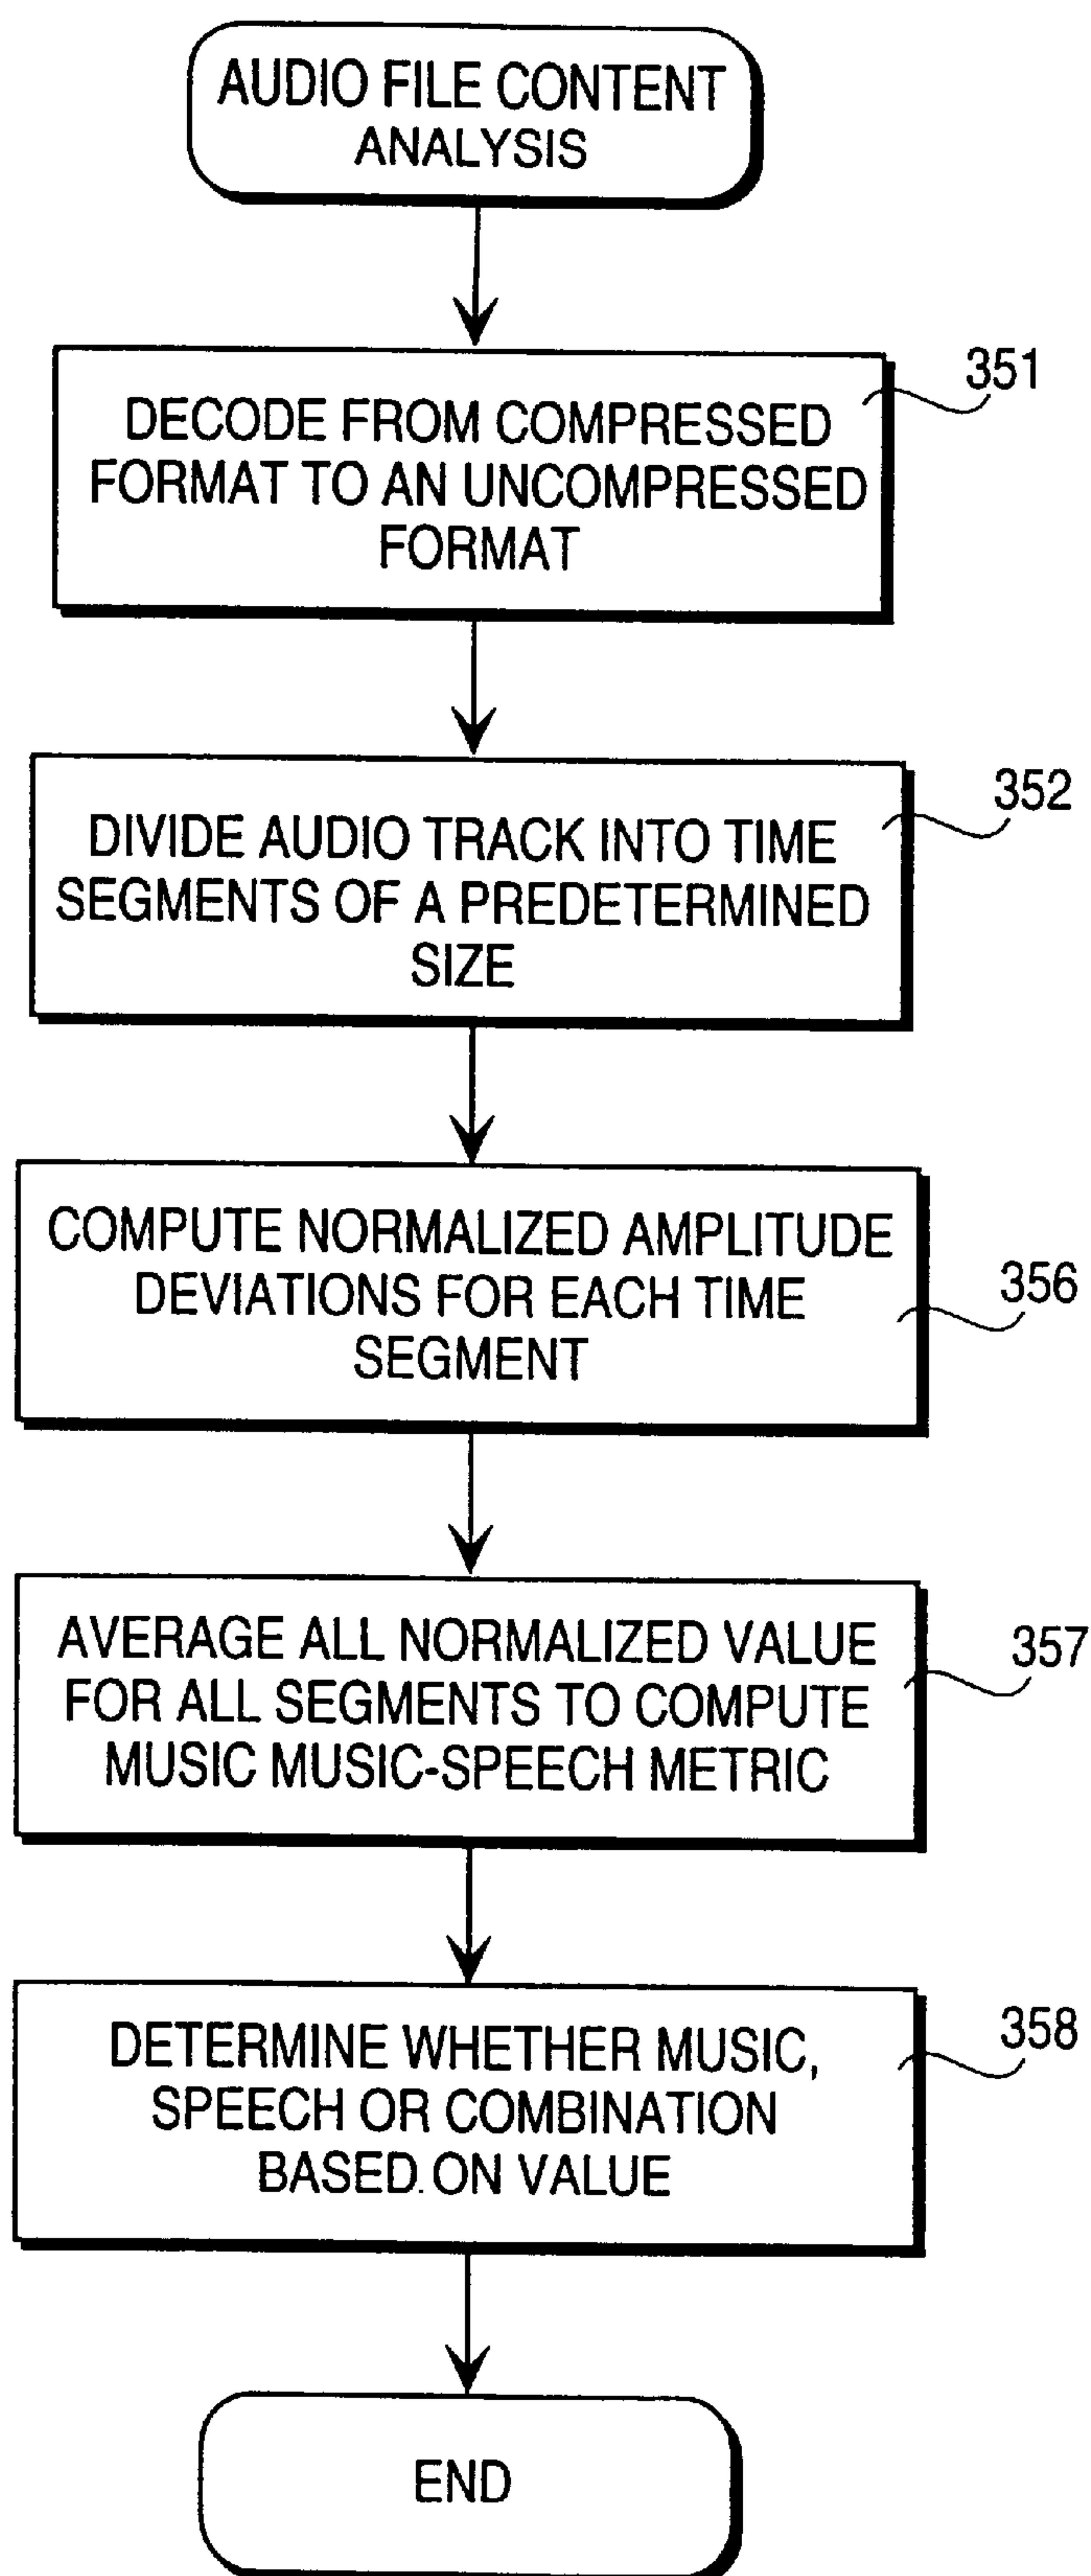 AUDIO FILE CONTENT
ANALYSIS
351
DECODE FROM COMPRESSED
FORMAT TO AN UNCOMPRESSED
FORMAT
352
DIVIDE AUDIO TRACK INTO TIME
SEGMENTS OF A PREDETERMINED
SIZE
COMPUTE NORMALIZED AMPLITUDE
DEVIATIONS FOR EACH TIME
SEGMENT
356
AVERAGE ALL NORMALIZED VALUE
FOR ALL SEGMENTS TO COMPUTE
MUSIC MUSIC-SPEECH METRIC
357
DETERMINE WHETHER MUSIC,
SPEECH OR COMBINATION
BASED ON VALUE
358
END